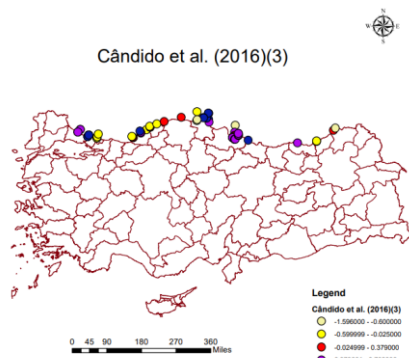 N
W E
S
Cândido et al. (2016)(3)
Legend
Cândido et al. (2016)(3)
-1.596000 - -0.600000
-0.599999 - -0.025000
-0.024999 - 0.379000
0 45 90 180 270 360
Miles